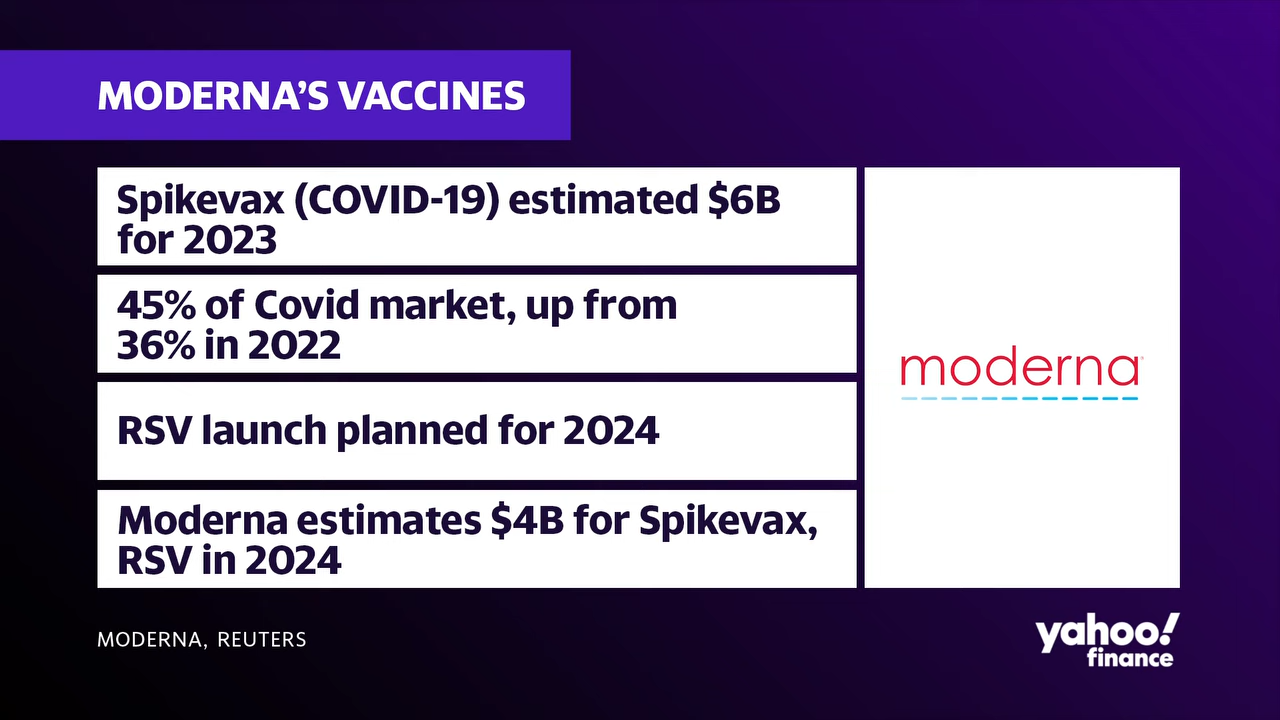 MODERNA'S VACCINES
Spikevax (COVID-19) estimated $6B
for 2023
45% of Covid market, up from
36% in 2022
RSV launch planned for 2024
Moderna estimates $4B for Spikevax,
RSV in 2024
moderna
MODERNA, REUTERS
yahoo!
finance